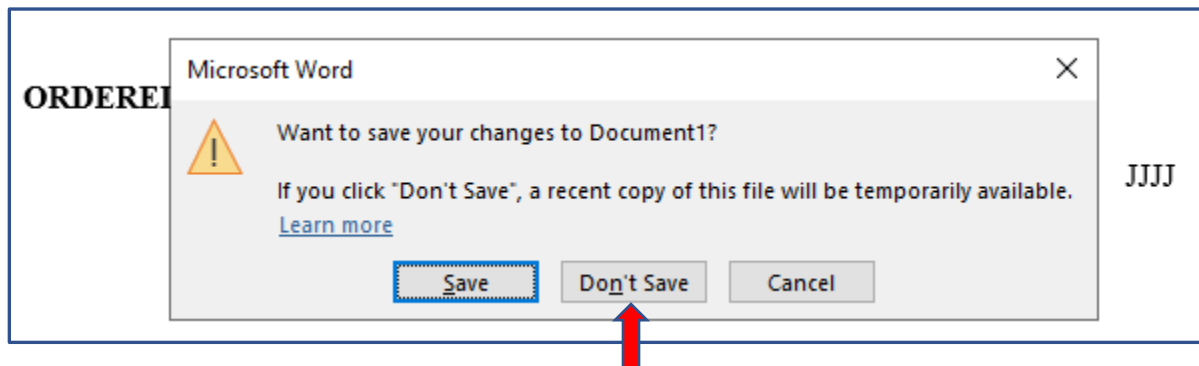 Microsoft Word
ORDERE
Want to save your changes to Document1?
If you click "Don't Save", a recent copy of this file will be temporarily available.
JJJJ
Learn more
Save Don't Save Cancel